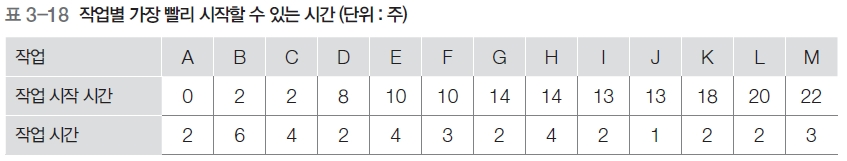 표 3-18 작업별 가장 빨리 시작할 수 있는 시간 (단위 : 주)
작업 A B C D E F G H I J K L M
작업 시작 시간 0 2 2 8 10 10 14 14 13 13 18 20 22
작업 시간 2 6 4 2 4 3 2 4 2 1 2 2 3